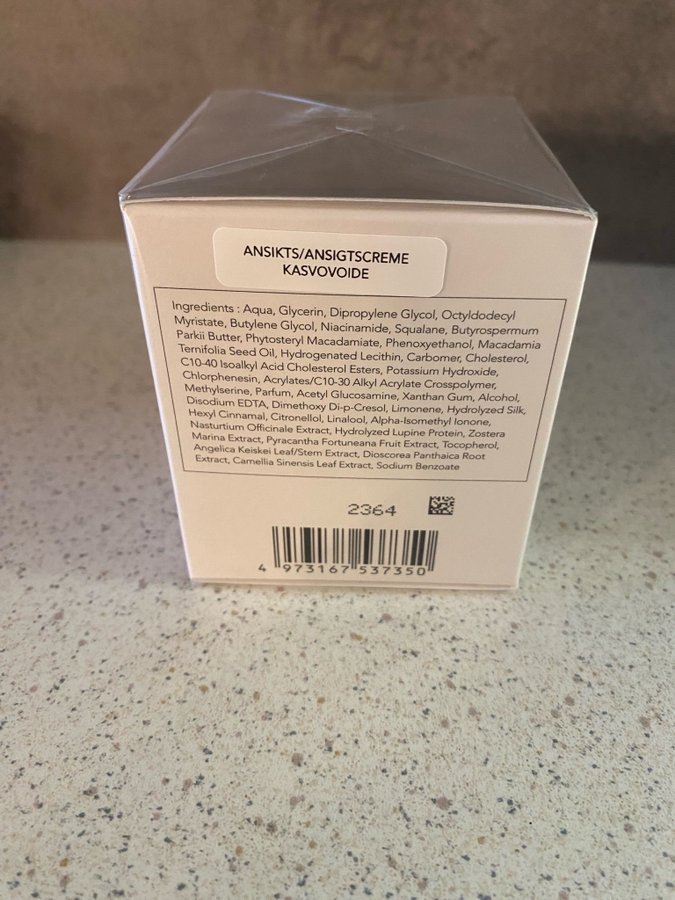 ANSIKTS/ANSIGTSCREME
KASVOVOIDE
Ingredients : Aqua, Glycerin, Dipropylene Glycol, Octyldodecyl
Myristate, Butylene Glycol, Niacinamide, Squalane, Butyrospermum
Parkii Butter, Phytosteryl Macadamiate, Phenoxyethanol, Macadamia
Ternifolia Seed Oil, Hydrogenated Lecithin, Carbomer, Cholesterol,
C10-40 Isoalkyl Acid Cholesterol Esters, Potassium Hydroxide,
Chlorphenesin, Acrylates/C10-30 Alkyl Acrylate Crosspolymer,
Methylserine, Parfum, Acetyl Glucosamine, Xanthan Gum, Alcohol,
Disodium EDTA, Dimethoxy Di-p-Cresol, Limonene, Hydrolyzed Silk,
Hexyl Cinnamal, Citronellol, Linalool, Alpha-Isomethyl Ionone,
Nasturtium Officinale Extract, Hydrolyzed Lupine Protein, Zostera
Marina Extract, Pyracantha Fortuneana Fruit Extract, Tocopherol,
Angelica Keiskei Leaf/Stem Extract, Dioscorea Panthaica Root
Extract, Camellia Sinensis Leaf Extract, Sodium Benzoate
2364
4 973167 537350